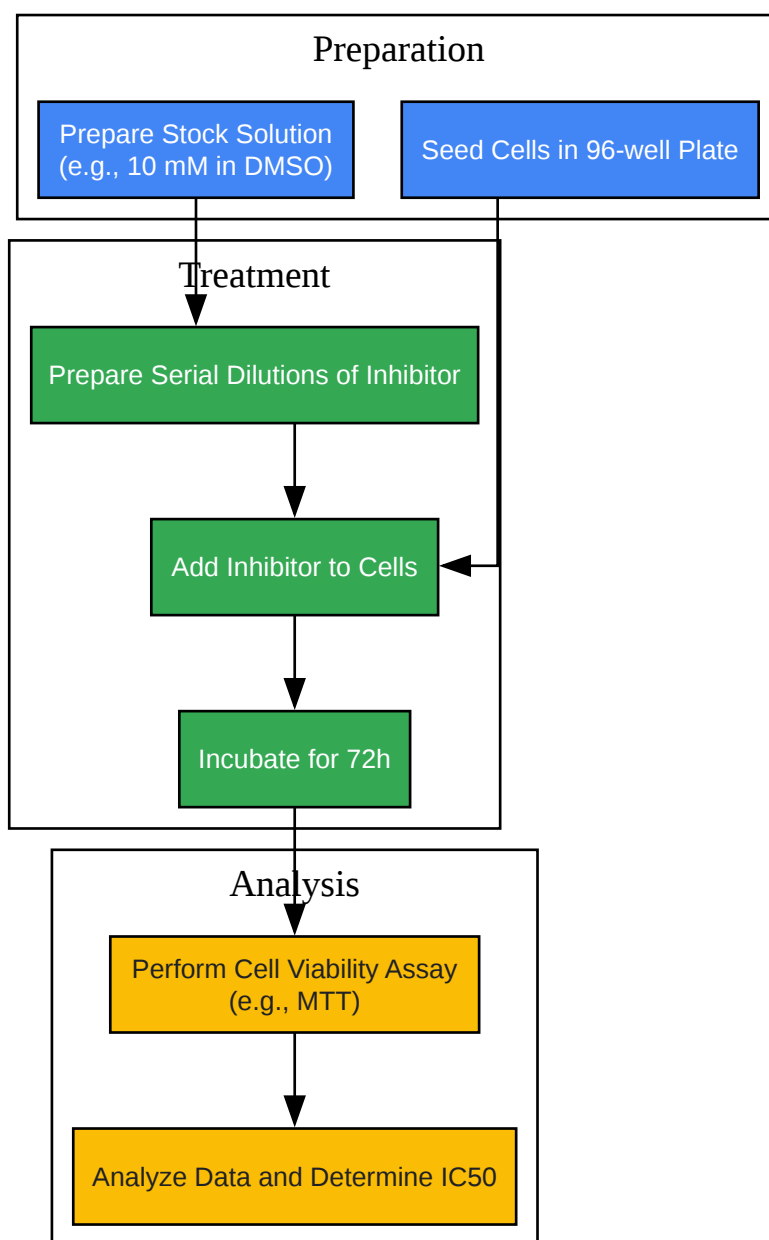 Preparation
Prepare Stock Solution
(e.g., 10 mM in DMSO)
Seed Cells in 96-well Plate
Treatment
Prepare Serial Dilutions of Inhibitor
Add Inhibitor to Cells
Incubate for 72h
Analysis
Perform Cell Viability Assay
(e.g., MTT)
Analyze Data and Determine IC50